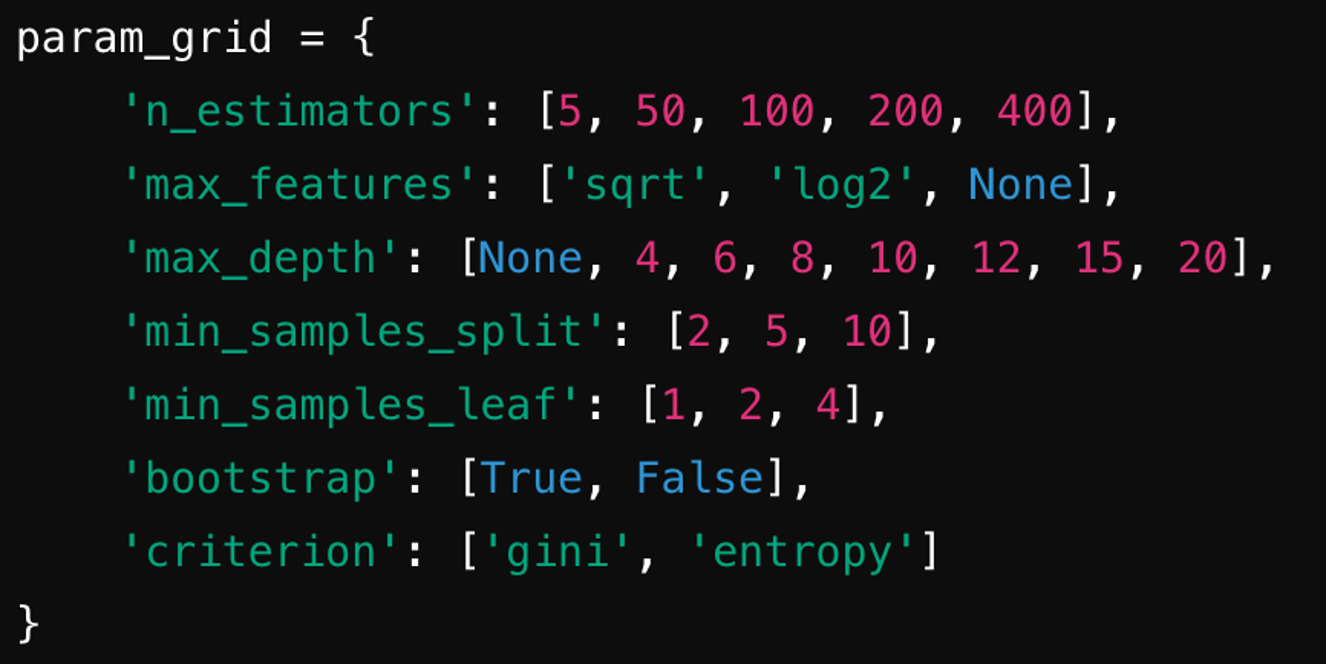 param_grid = {
    'n_estimators': [5, 50, 100, 200, 400],
    'max_features': ['sqrt', 'log2', None],
    'max_depth': [None, 4, 6, 8, 10, 12, 15, 20],
    'min_samples_split': [2, 5, 10],
    'min_samples_leaf': [1, 2, 4],
    'bootstrap': [True, False],
    'criterion': ['gini', 'entropy']
}